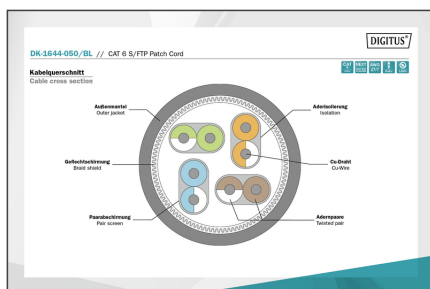 DIGITUS®
DK-1644-050/BL // CAT 6 S/FTP Patch Cord
Kabelquerschnitt
Cable cross section
Außenmantel
Outer jacket
Aderisolierung
Isolation
Geflechtschirmung
Braid shield
Cu-Draht
Cu-Wire
Paarabschirmung
Pair screen
Adernpaare
Twisted pair